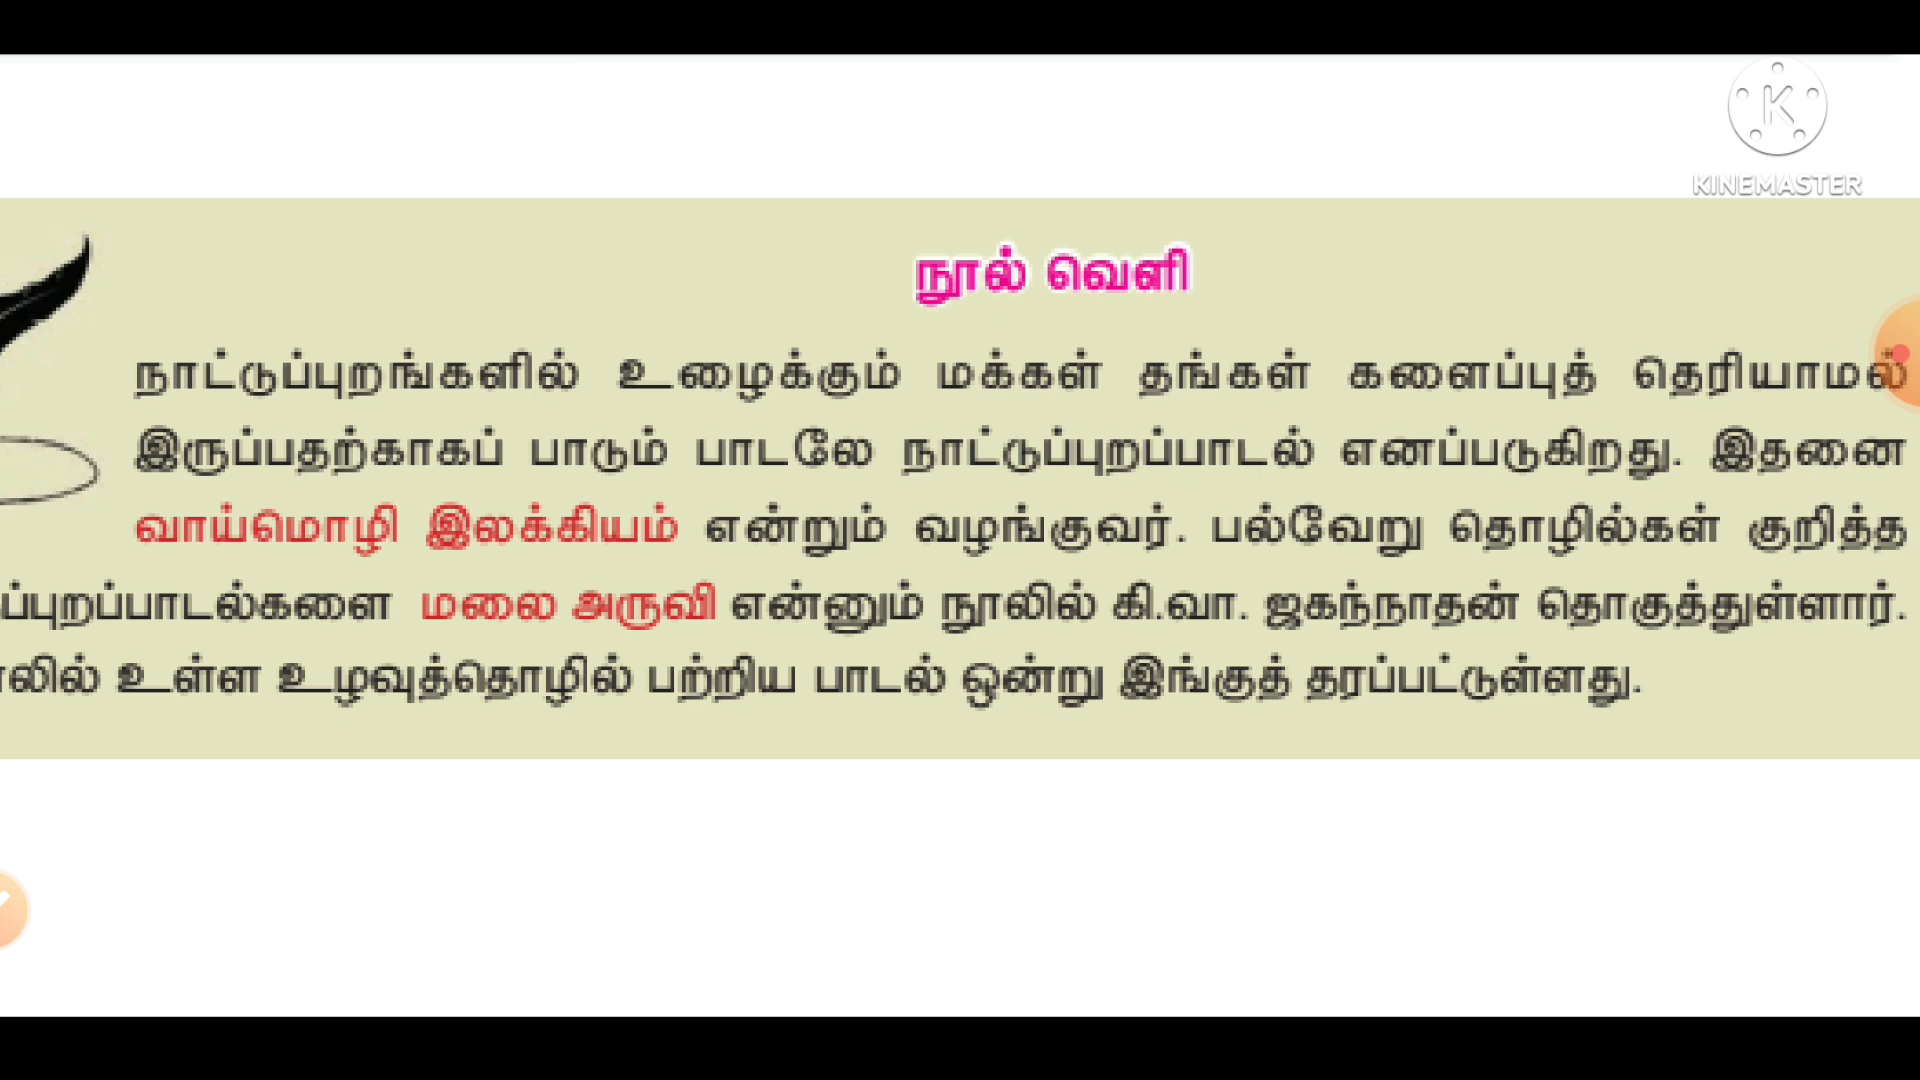 KINEMASTER
நூல் வெளி
நாட்டுப்புறங்களில் உழைக்கும் மக்கள் தங்கள் களைப்புத் தெரியாமல்
இருப்பதற்காகப் பாடும் பாடலே நாட்டுப்புறப்பாடல் எனப்படுகிறது. இதனை
வாய்மொழி இலக்கியம் என்றும் வழங்குவர். பல்வேறு தொழில்கள் குறித்த
ப்புறப்பாடல்களை மலை அருவி என்னும் நூலில் கி.வா. ஜகந்நாதன் தொகுத்துள்ளார்.
உள்ள உழவுத்தொழில் பற்றிய பாடல் ஒன்று இங்குத் தரப்பட்டுள்ளது.